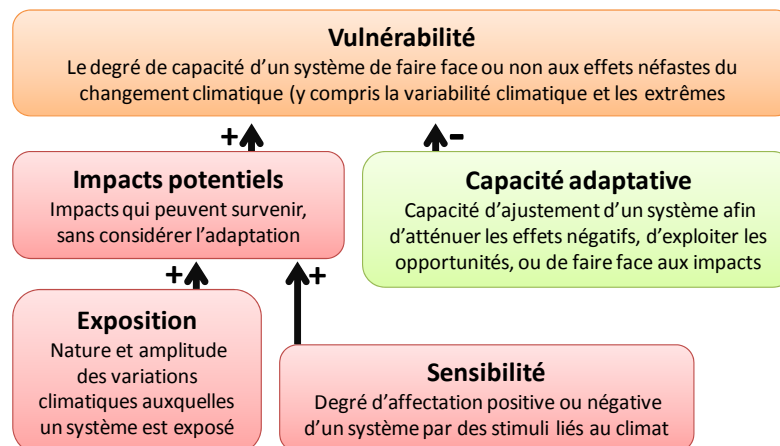 Vulnérabilité
Le degré de capacité d'un système de faire face ou non aux effets néfastes du
changement climatique (y compris la variabilité climatique et les extrêmes
+
–
Impacts potentiels
Impacts qui peuvent survenir,
sans considérer l'adaptation
Capacité adaptative
Capacité d'ajustement d'un système afin
d'atténuer les effets négatifs, d'exploiter les
opportunités, ou de faire face aux impacts
+
+
Exposition
Nature et amplitude
des variations
climatiques auxquelles
un système est exposé
Sensibilité
Degré d'affectation positive ou négative
d'un système par des stimuli liés au climat